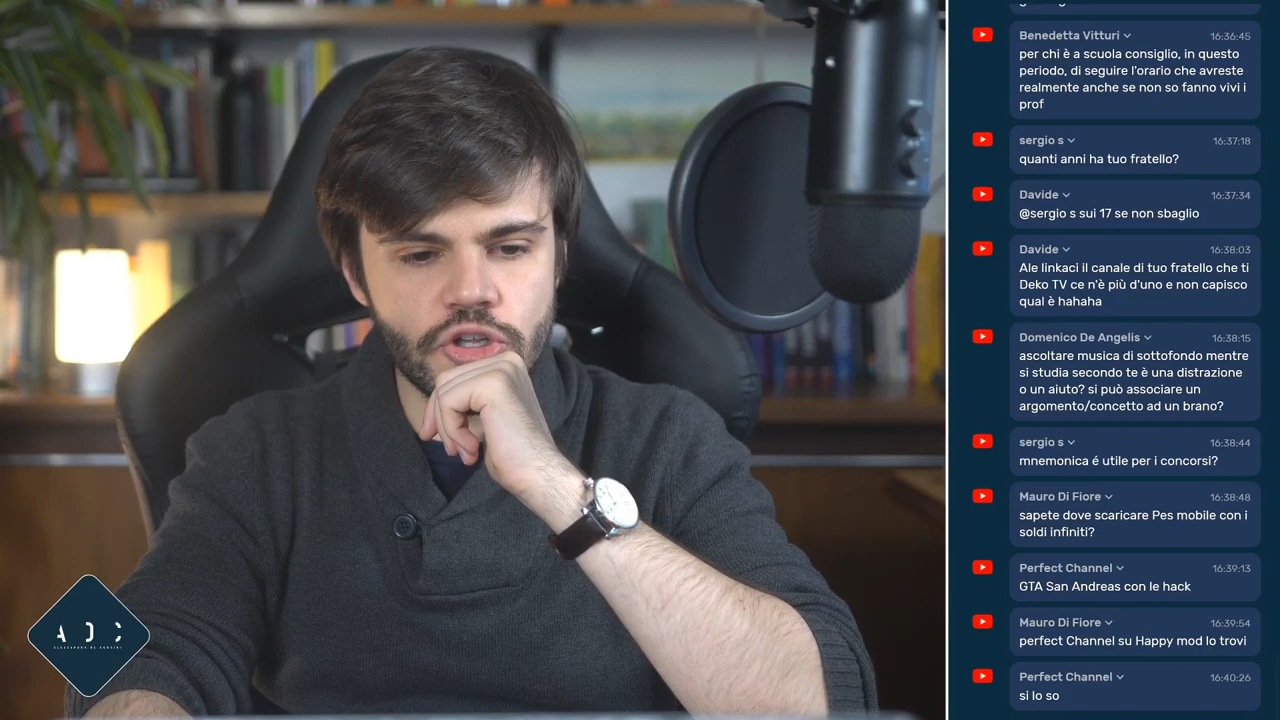 Benedetta Vitturi 16:36:45
per chi è a scuola consiglio, in questo
periodo, di seguire l'orario che avreste
realmente anche se non so fanno vivi i
prof
sergio s 16:37:18
quanti anni ha tuo fratello?
Davide 16:37:34
@sergio s sui 17 se non sbaglio
Davide 16:38:03
Ale linkaci il canale di tuo fratello che ti
Deko TV ce n'è più d'uno e non capisco
qual è hahaha
Domenico De Angelis 16:38:15
ascoltare musica di sottofondo mentre
si studia secondo te è una distrazione
o un aiuto? si può associare un
argomento/concetto ad un brano?
sergio s 16:38:44
mnemonica é utile per i concorsi?
Mauro Di Fiore 16:38:48
sapete dove scaricare Pes mobile con i
soldi infiniti?
Perfect Channel 16:39:13
GTA San Andreas con le hack
Mauro Di Fiore 16:39:54
perfect Channel su Happy mod lo trovi
Perfect Channel 16:40:26
si lo so